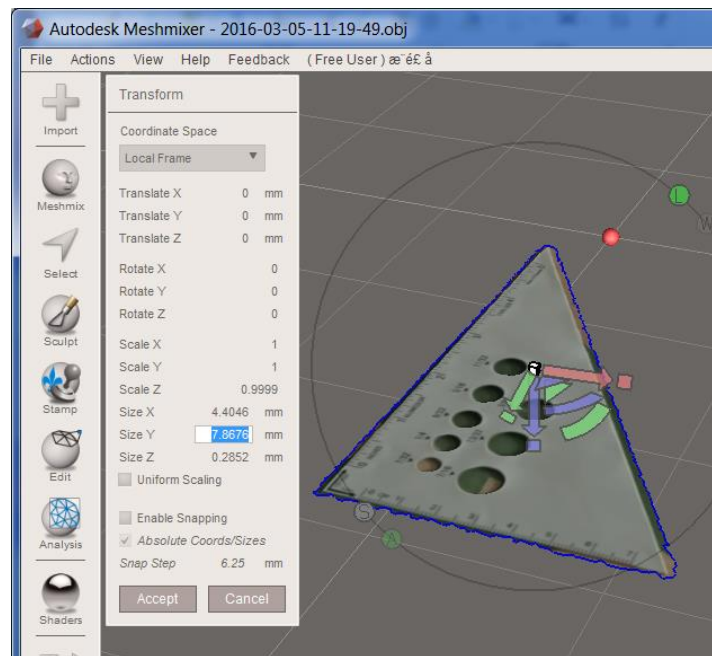 Autodesk Meshmixer - 2016-03-05-11-19-49.obj
File Actions View Help Feedback ( Free User ) æ¨é£ å
Import
Meshmix
Select
Sculpt
Stamp
Edit
Analysis
Shaders
Transform
Coordinate Space
Local Frame
Translate X 0 mm
Translate Y 0 mm
Translate Z 0 mm
Rotate X 0
Rotate Y 0
Rotate Z 0
Scale X 1
Scale Y 1
Scale Z 0.9999
Size X 4.4046 mm
Size Y 7.8676 mm
Size Z 0.2852 mm
Uniform Scaling
Enable Snapping
Absolute Coords/Sizes
Snap Step 6.25 mm
Accept Cancel
L
W
S
A